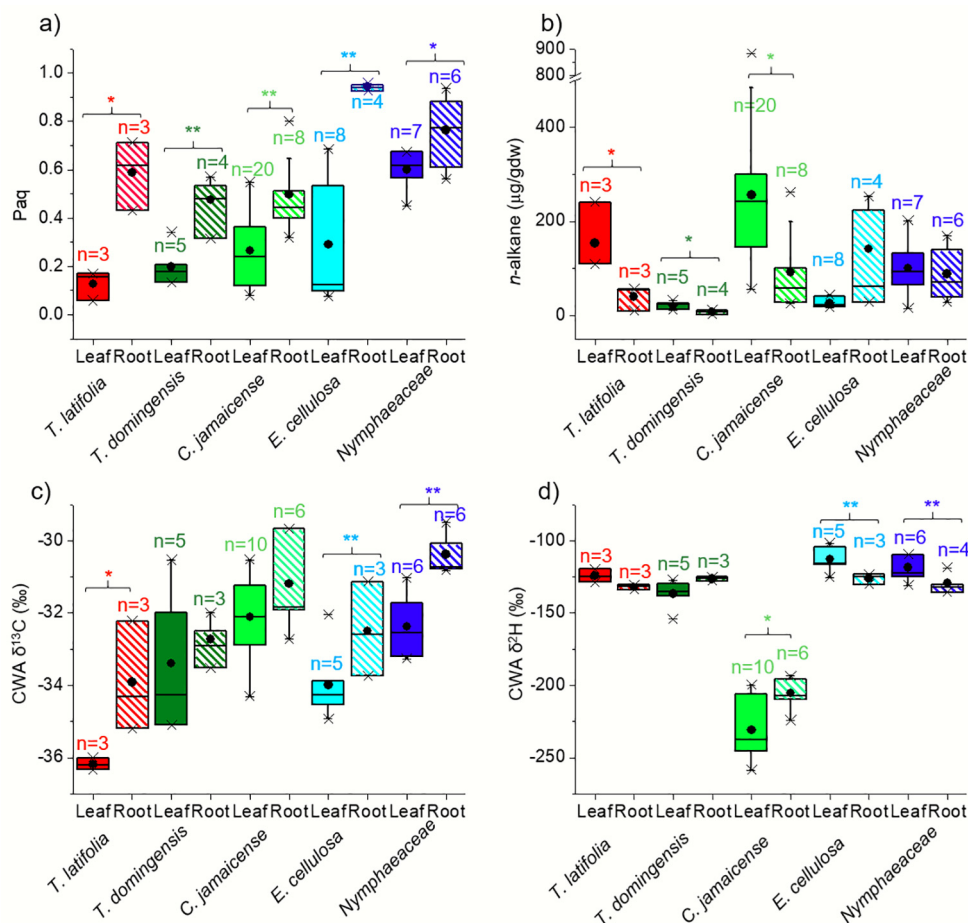 a)
Paq
1.0
0.8
0.6
0.4
0.2
0.0
*
n=3
n=3
**
n=5
n=4
**
n=20
n=8
**
n=8
n=4
*
n=7
n=6
Leaf Root Leaf Root Leaf Root Leaf Root Leaf Root
T. latifolia
T. domingensis
C. jamaicense
E. cellulosa
Nymphaeaceae
b)
n-alkane (µg/gdw)
900
800
400
200
0
*
n=3
n=3
*
n=5
n=4
*
n=20
n=8
n=8
n=4
n=7
n=6
Leaf Root Leaf Root Leaf Root Leaf Root Leaf Root
T. latifolia
T. domingensis
C. jamaicense
E. cellulosa
Nymphaeaceae
c)
CWA δ¹³C (‰)
-30
-32
-34
-36
*
n=3
n=3
n=5
n=3
n=10
n=6
**
n=5
n=3
**
n=6
n=6
Leaf Root Leaf Root Leaf Root Leaf Root Leaf Root
T. latifolia
T. domingensis
C. jamaicense
E. cellulosa
Nymphaeaceae
d)
CWA δ²H (‰)
-100
-150
-200
-250
n=3
n=3
n=5
n=3
*
n=10
n=6
**
n=5
n=3
**
n=6
n=4
Leaf Root Leaf Root Leaf Root Leaf Root Leaf Root
T. latifolia
T. domingensis
C. jamaicense
E. cellulosa
Nymphaeaceae